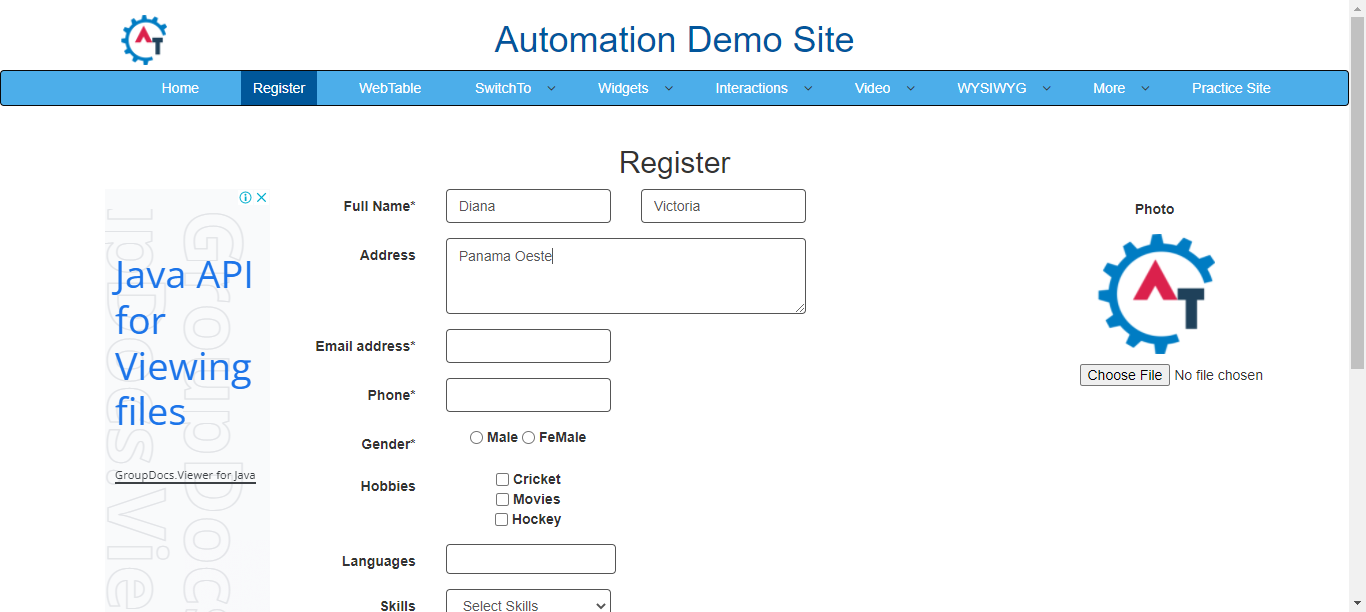 AT
Automation Demo Site
Home Register WebTable SwitchTo Widgets Interactions Video WYSIWYG More Practice Site
Register
Java API
for
Viewing
files
GroupDocs.Viewer for Java
Full Name* Diana Victoria
Address Panama Oeste
Email address*
Phone*
Gender* Male FeMale
Hobbies Cricket
Movies
Hockey
Languages
Skills Select Skills
Photo
AT
Choose File No file chosen